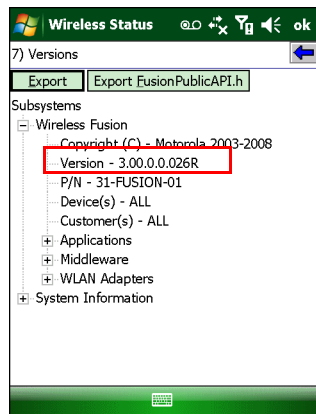 Wireless Status ok
7) Versions
Export Export FusionPublicAPI.h
Subsystems
Wireless Fusion
Copyright (C) - Motorola 2003-2008
Version - 3.00.0.0.026R
P/N - 31-FUSION-01
Device(s) - ALL
Customer(s) - ALL
Applications
Middleware
WLAN Adapters
System Information